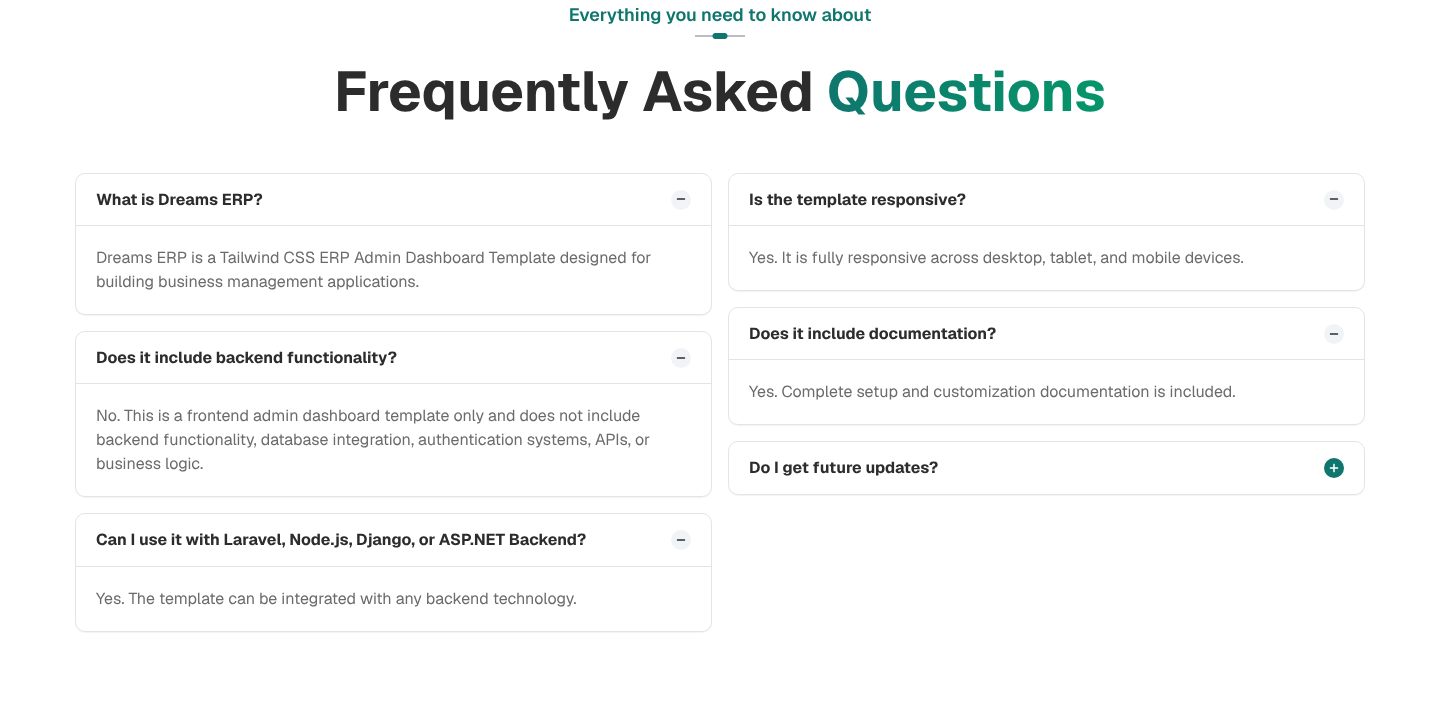 Everything you need to know about
Frequently Asked Questions
What is Dreams ERP?
Dreams ERP is a Tailwind CSS ERP Admin Dashboard Template designed for
building business management applications.
Does it include backend functionality?
No. This is a frontend admin dashboard template only and does not include
backend functionality, database integration, authentication systems, APIs, or
business logic.
Can I use it with Laravel, Node.js, Django, or ASP.NET Backend?
Yes. The template can be integrated with any backend technology.
Is the template responsive?
Yes. It is fully responsive across desktop, tablet, and mobile devices.
Does it include documentation?
Yes. Complete setup and customization documentation is included.
Do I get future updates?